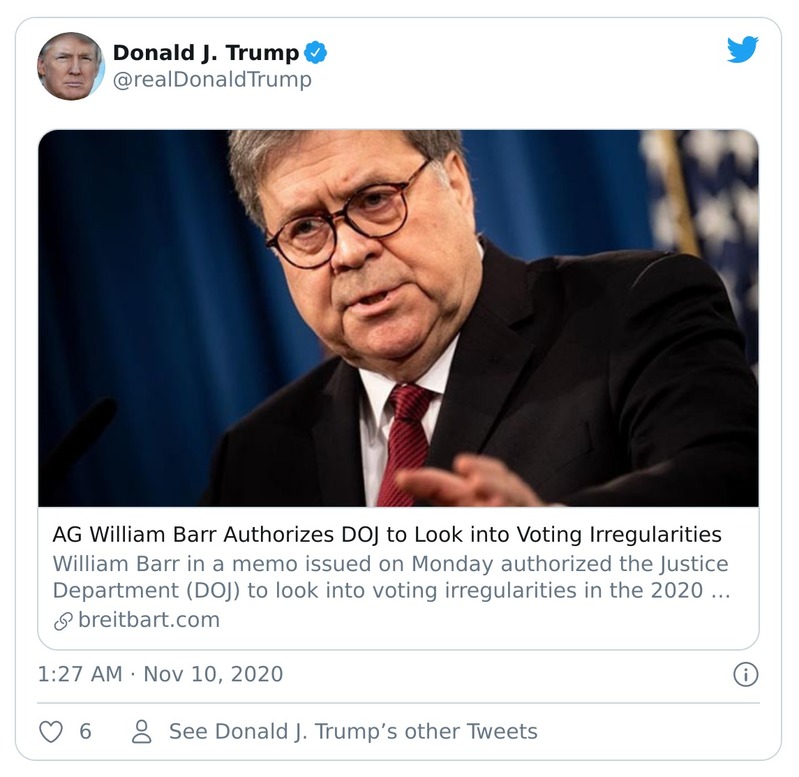 Donald J. Trump
@realDonaldTrump
AG William Barr Authorizes DOJ to Look into Voting Irregularities
William Barr in a memo issued on Monday authorized the Justice
Department (DOJ) to look into voting irregularities in the 2020 ...
breitbart.com
1:27 AM · Nov 10, 2020
6 See Donald J. Trump’s other Tweets